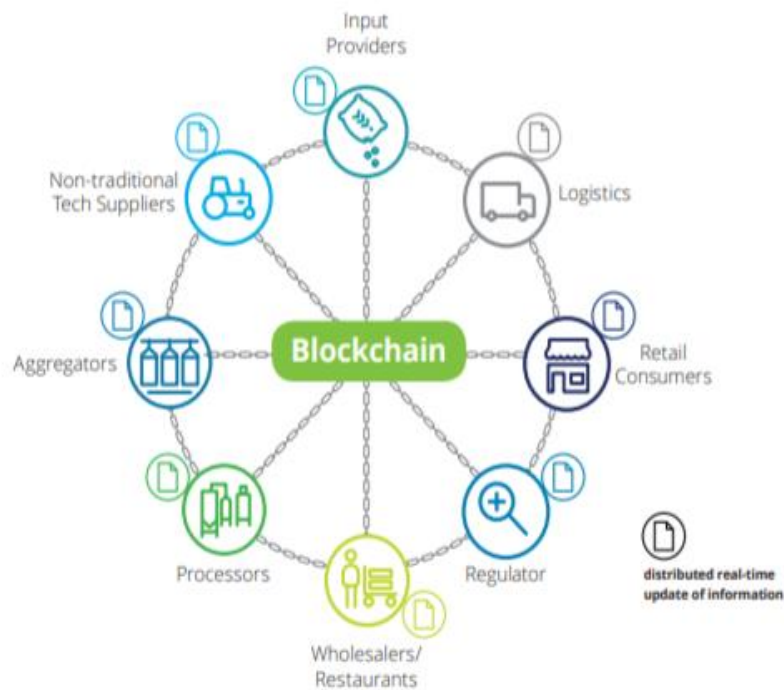 Input
Providers
Non-traditional
Tech Suppliers
Logistics
Aggregators
Blockchain
Retail
Consumers
Processors
Regulator
Wholesalers/
Restaurants
distributed real-time
update of information